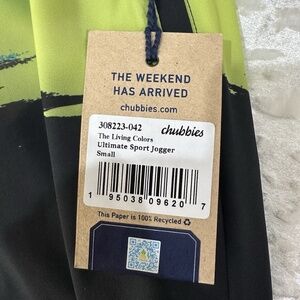 THE WEEKEND
HAS ARRIVED
chubbies.com
308223-042 chubbies
The Living Colors
Ultimate Sport Jogger
Small
1 95038 09620 7
This Paper is 100% Recycled